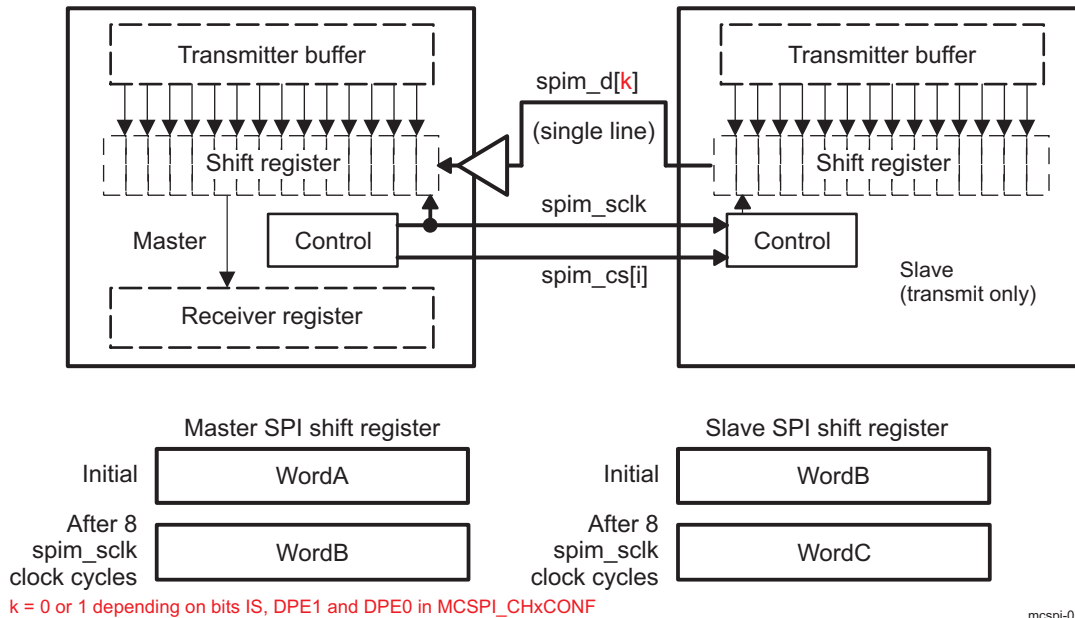 Transmitter buffer
Transmitter buffer
spim_d[k]
(single line)
Shift register
Shift register
spim_sclk
Master
Control
Control
spim_cs[i]
Slave
(transmit only)
Receiver register
Master SPI shift register
Slave SPI shift register
Initial
WordA
Initial
WordB
After 8
spim_sclk
clock cycles
WordB
After 8
spim_sclk
clock cycles
WordC
k = 0 or 1 depending on bits IS, DPE1 and DPE0 in MCSPI_CHxCONF
mcspi-0